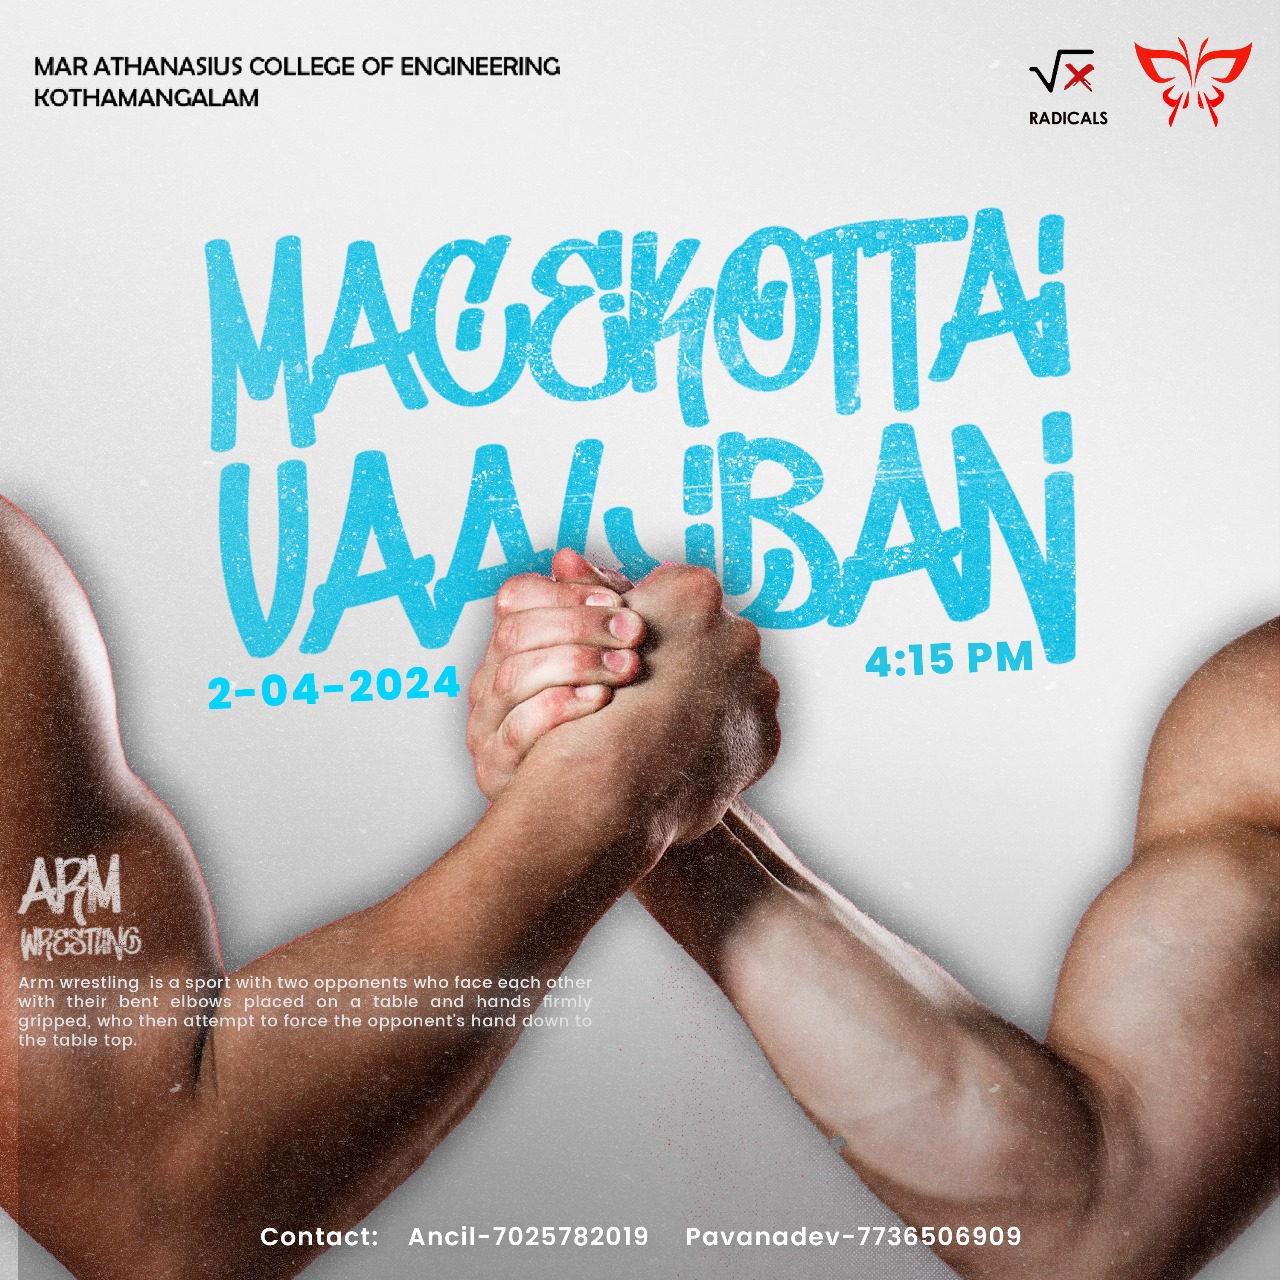 MAR ATHANASIUS COLLEGE OF ENGINEERING
KOTHAMANGALAM
√x
RADICALS
MACEKOTTAI
VAALIBAN
2-04-2024
4:15 PM
ARM
WRESTLING
Arm wrestling is a sport with two opponents who face each other
with their bent elbows placed on a table and hands firmly
gripped, who then attempt to force the opponent's hand down to
the table top.
Contact: Ancil-7025782019 Pavanadev-7736506909